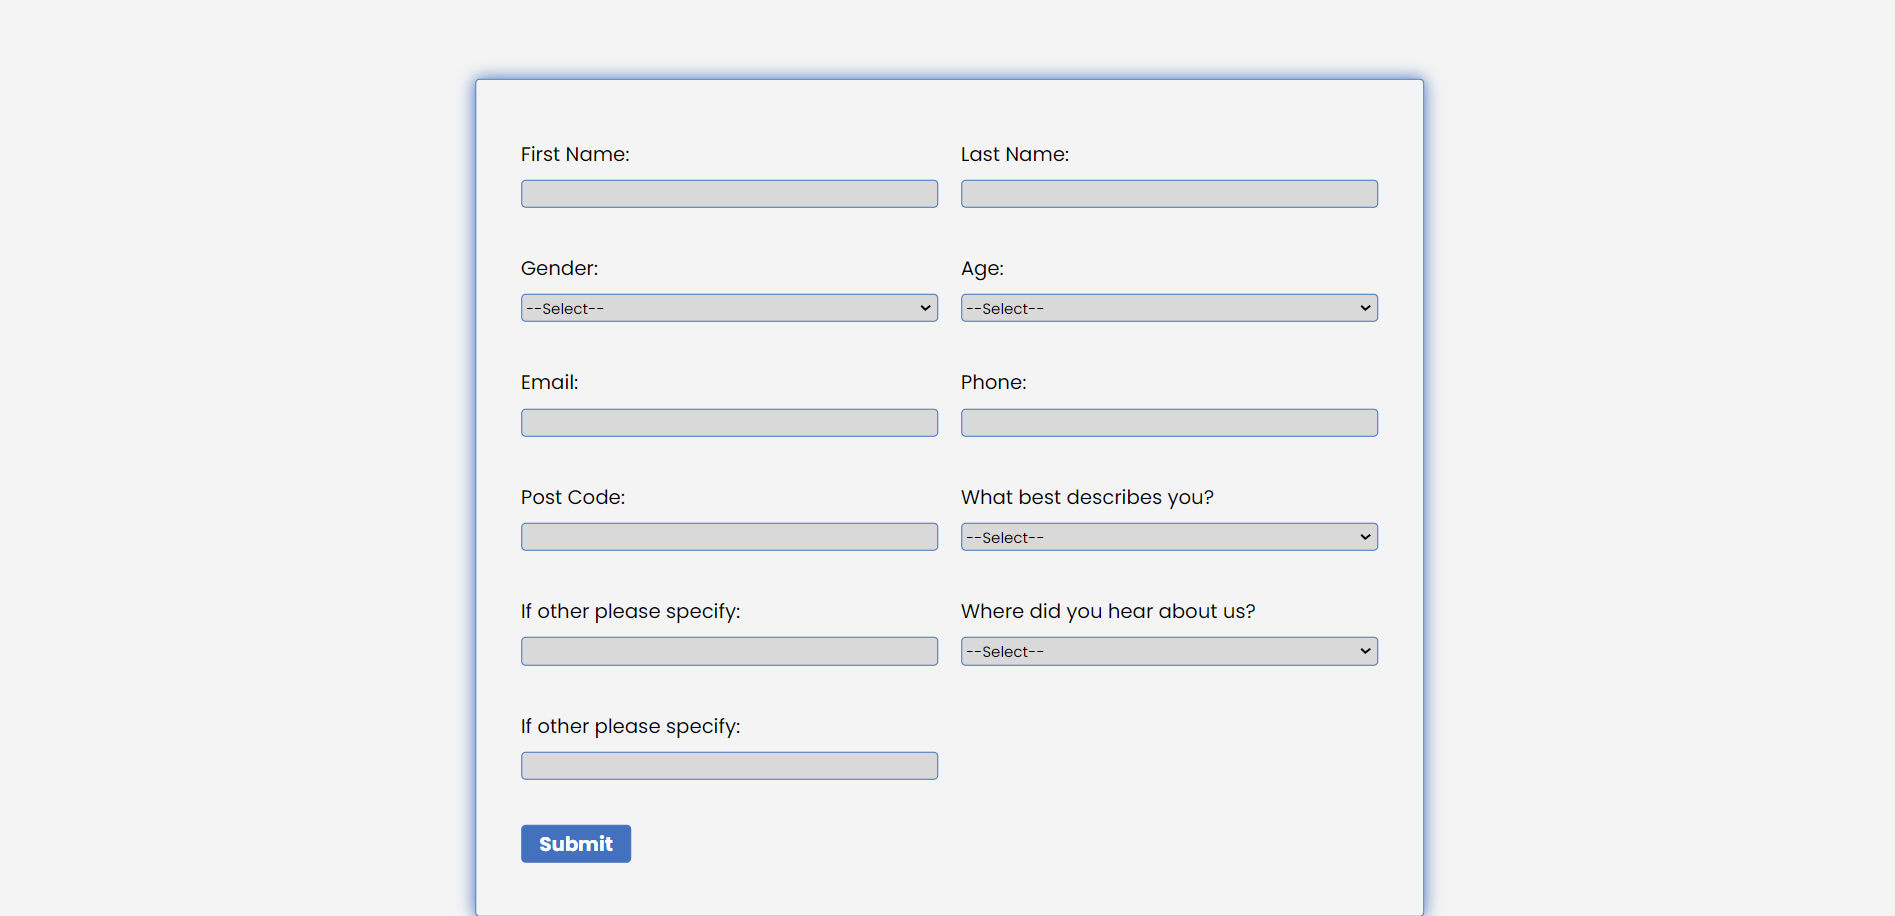 First Name:
Last Name:
Gender:
Age:
--Select--
--Select--
Email:
Phone:
Post Code:
What best describes you?
--Select--
If other please specify:
Where did you hear about us?
--Select--
If other please specify:
Submit